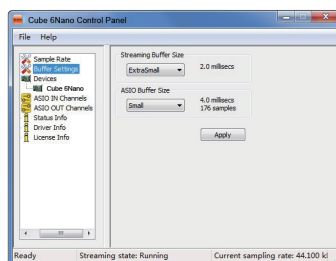 Cube 6Nano Control Panel
File Help
Sample Rate
Buffer Settings
Devices
Cube 6Nano
ASIO IN Channels
ASIO OUT Channels
Status Info
Driver Info
License Info
Streaming Buffer Size
ExtraSmall
2.0 millisecs
ASIO Buffer Size
Small
4.0 millisecs
176 samples
Apply
Ready
Streaming state: Running
Current sampling rate: 44.100 kl